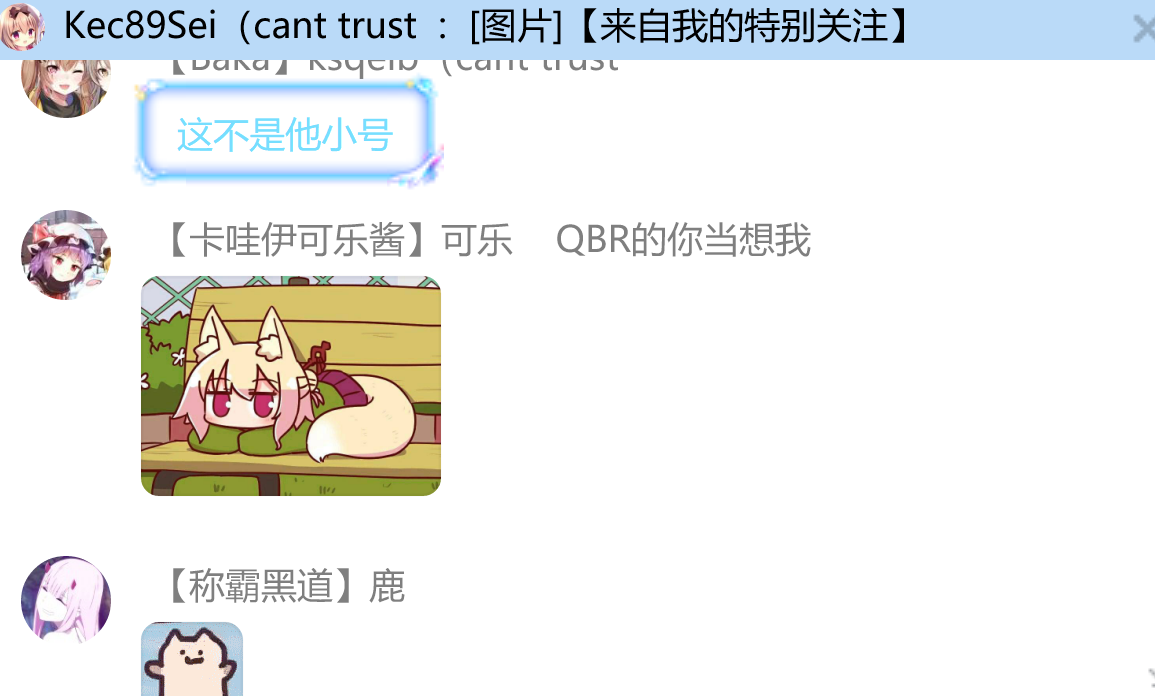 Kec89Sei（cant trust ：[图片]【来自我的特别关注】
【Baka】ksqeib（cant trust
这不是他小号
【卡哇伊可乐酱】可乐 QBR的你当想我
【称霸黑道】鹿